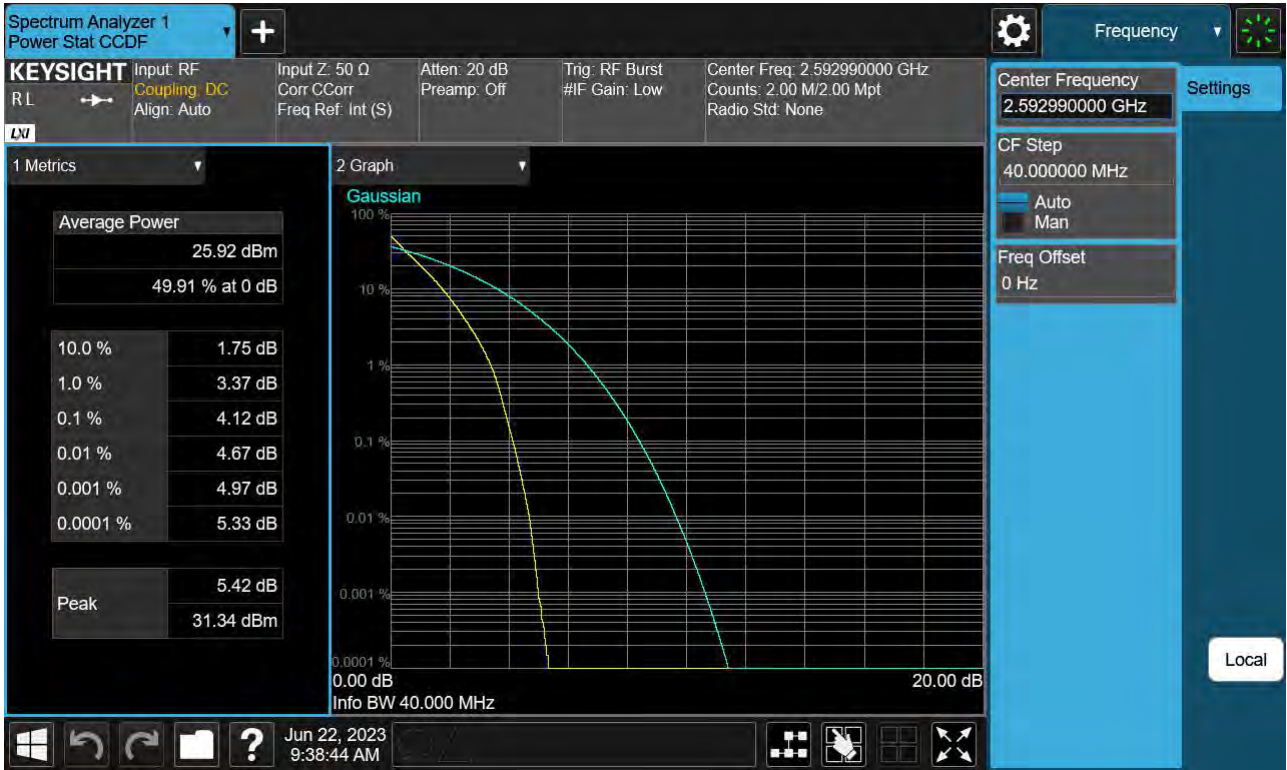 Spectrum Analyzer 1
Power Stat CCDF
Frequency
KEYSIGHT
R L
LXI
Input: RF
Coupling: DC
Align: Auto
Input Z: 50 Ω
Corr CCorr
Freq Ref: Int (S)
Atten: 20 dB
Preamp: Off
Trig: RF Burst
#IF Gain: Low
Center Freq: 2.592990000 GHz
Counts: 2.00 M/2.00 Mpt
Radio Std: None
Center Frequency
2.592990000 GHz
Settings
CF Step
40.000000 MHz
Auto
Man
Freq Offset
0 Hz
Local
1 Metrics
Average Power
25.92 dBm
49.91 % at 0 dB
10.0 % 1.75 dB
1.0 % 3.37 dB
0.1 % 4.12 dB
0.01 % 4.67 dB
0.001 % 4.97 dB
0.0001 % 5.33 dB
Peak
5.42 dB
31.34 dBm
2 Graph
Gaussian
100 %
10 %
1 %
0.1 %
0.01 %
0.001 %
0.0001 %
0.00 dB 20.00 dB
Info BW 40.000 MHz
?
Jun 22, 2023
9:38:44 AM